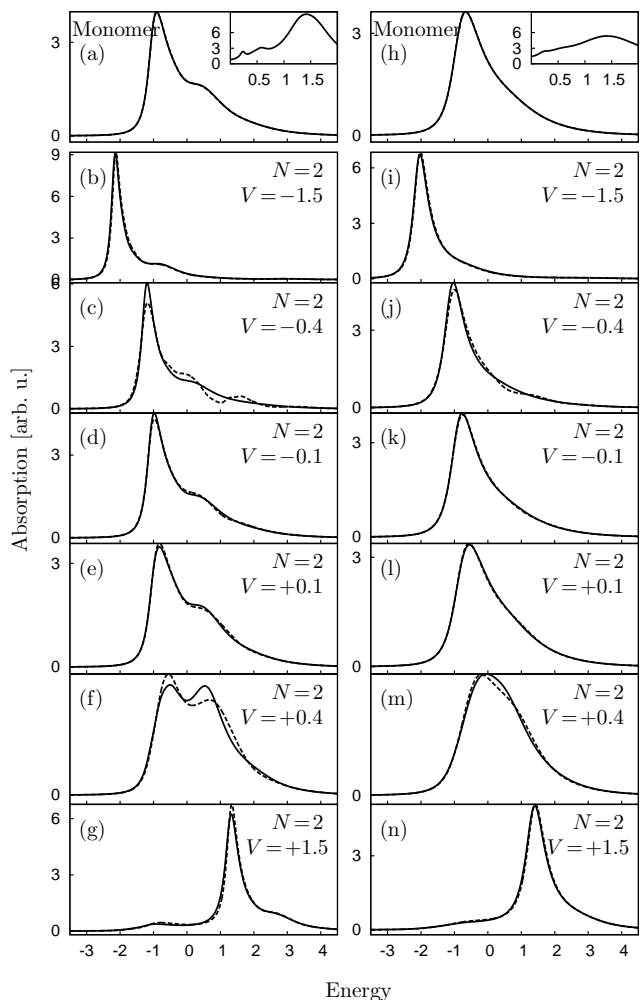 Monomer
(a)
3
0
6
3
0
0.5 1 1.5
Monomer
(h)
3
0
6
3
0
0.5 1 1.5
(b)
N=2
V=−1.5
9
6
3
0
(i)
N=2
V=−1.5
6
3
0
(c)
N=2
V=−0.4
6
3
0
(j)
N=2
V=−0.4
3
0
(d)
N=2
V=−0.1
3
0
(k)
N=2
V=−0.1
3
0
(e)
N=2
V=+0.1
3
0
(l)
N=2
V=+0.1
3
0
(f)
N=2
V=+0.4
0
(m)
N=2
V=+0.4
0
(g)
N=2
V=+1.5
6
3
0
(n)
N=2
V=+1.5
3
0
-3 -2 -1 0 1 2 3 4
-3 -2 -1 0 1 2 3 4
Absorption [arb. u.]
Energy